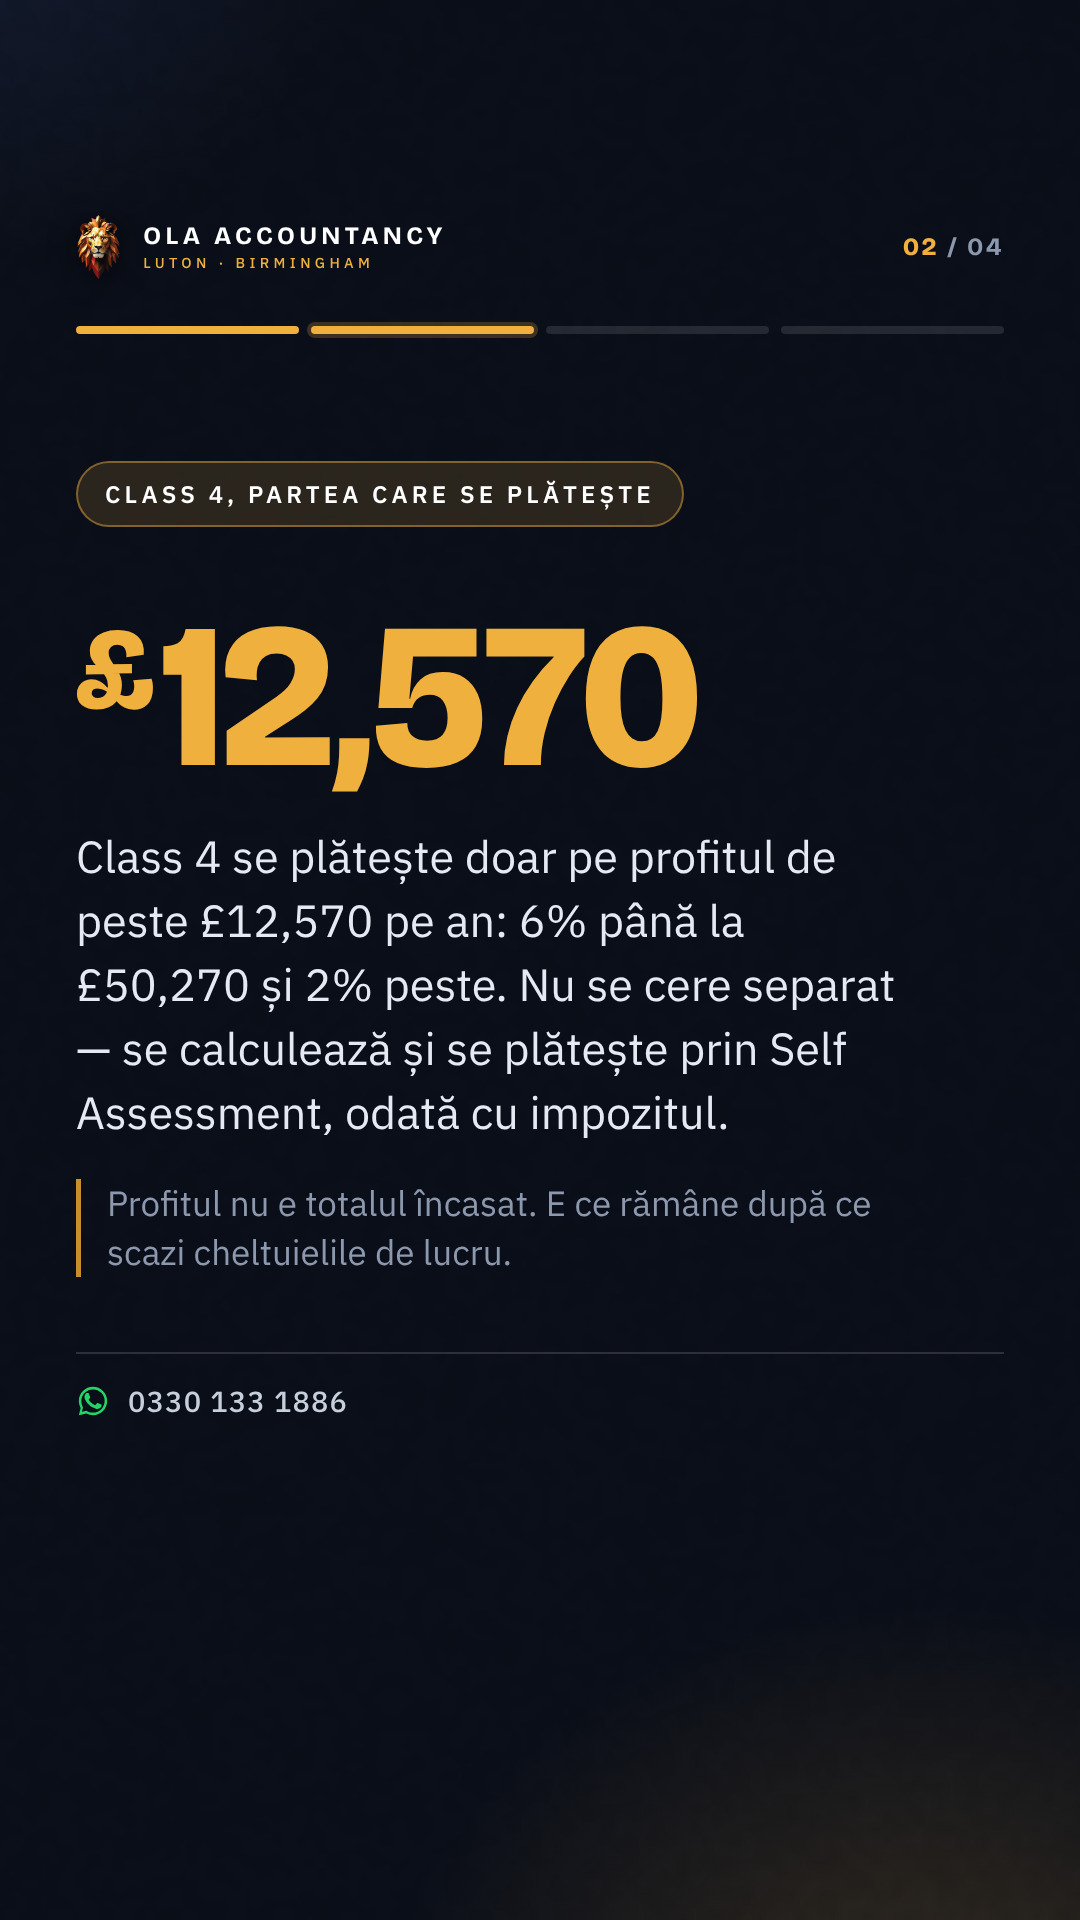 OLA ACCOUNTANCY
LUTON · BIRMINGHAM
02 / 04
CLASS 4, PARTEA CARE SE PLĂTEȘTE
£12,570
Class 4 se plătește doar pe profitul de
peste £12,570 pe an: 6% până la
£50,270 și 2% peste. Nu se cere separat
— se calculează și se plătește prin Self
Assessment, odată cu impozitul.
Profitul nu e totalul încasat. E ce rămâne după ce
scazi cheltuielile de lucru.
0330 133 1886